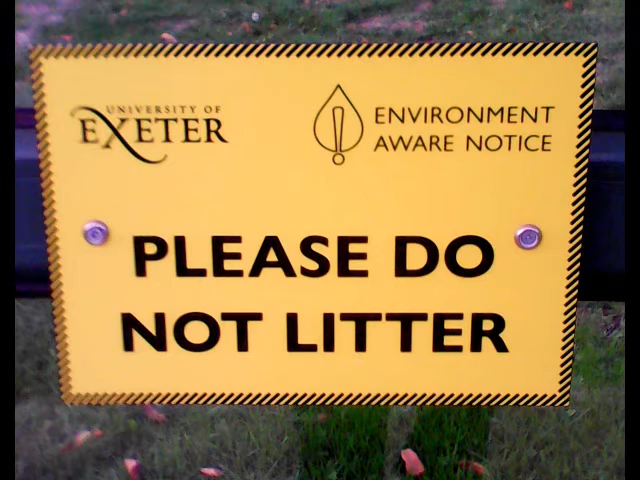 UNIVERSITY OF
EXETER
ENVIRONMENT
AWARE NOTICE
PLEASE DO
NOT LITTER